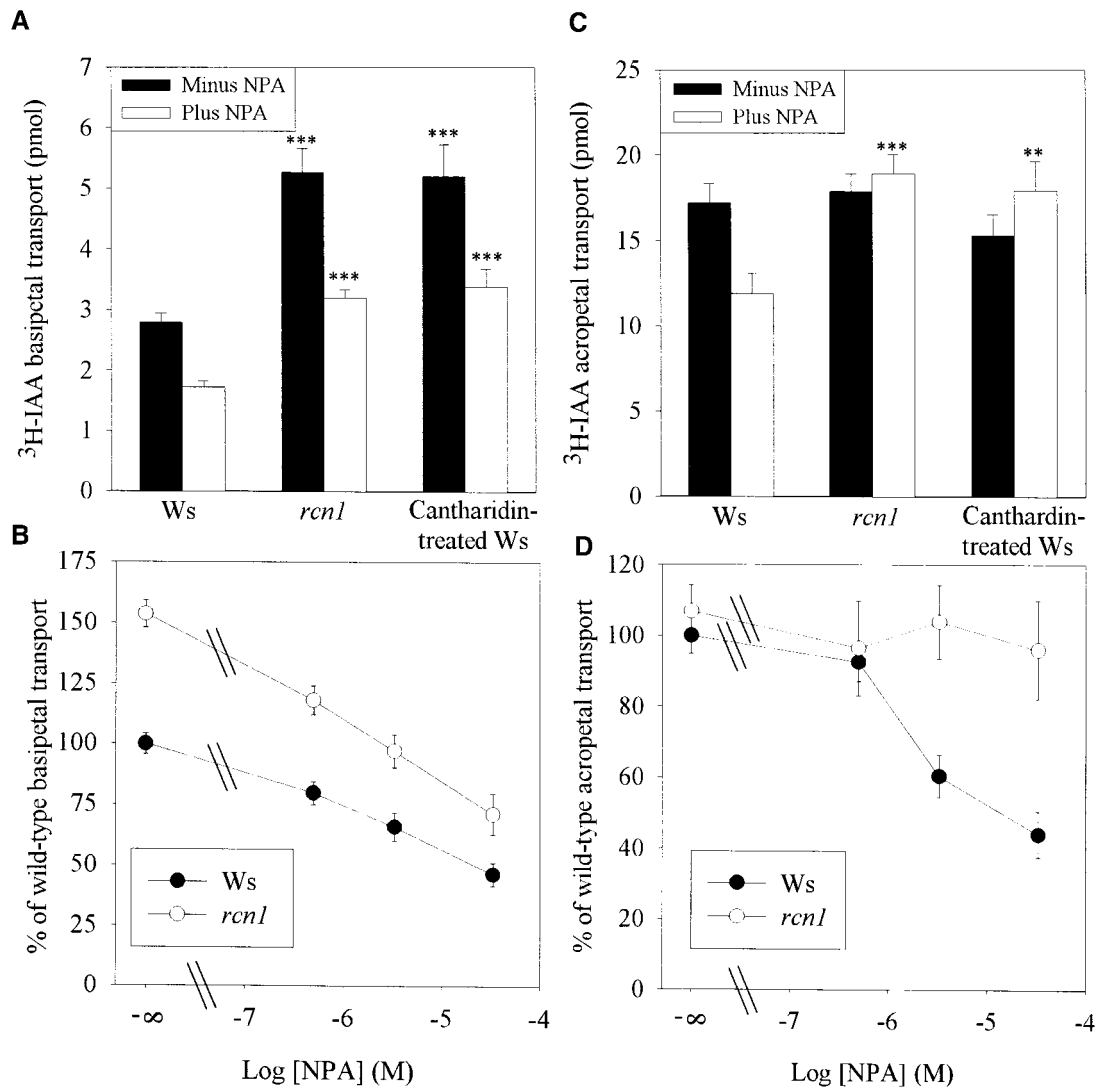 A
³H-IAA basipetal transport (pmol)
7
6
5
4
3
2
1
0
Minus NPA
Plus NPA
***
***
***
***
Ws
rcn1
Cantharidin-
treated Ws
C
³H-IAA acropetal transport (pmol)
25
20
15
10
5
0
Minus NPA
Plus NPA
***
**
Ws
rcn1
Canthardin-
treated Ws
B
% of wild-type basipetal transport
175
150
125
100
75
50
25
0
Ws
rcn1
-∞
-7
-6
-5
-4
Log [NPA] (M)
D
% of wild-type acropetal transport
120
100
80
60
40
20
0
Ws
rcn1
-∞
-7
-6
-5
-4
Log [NPA] (M)